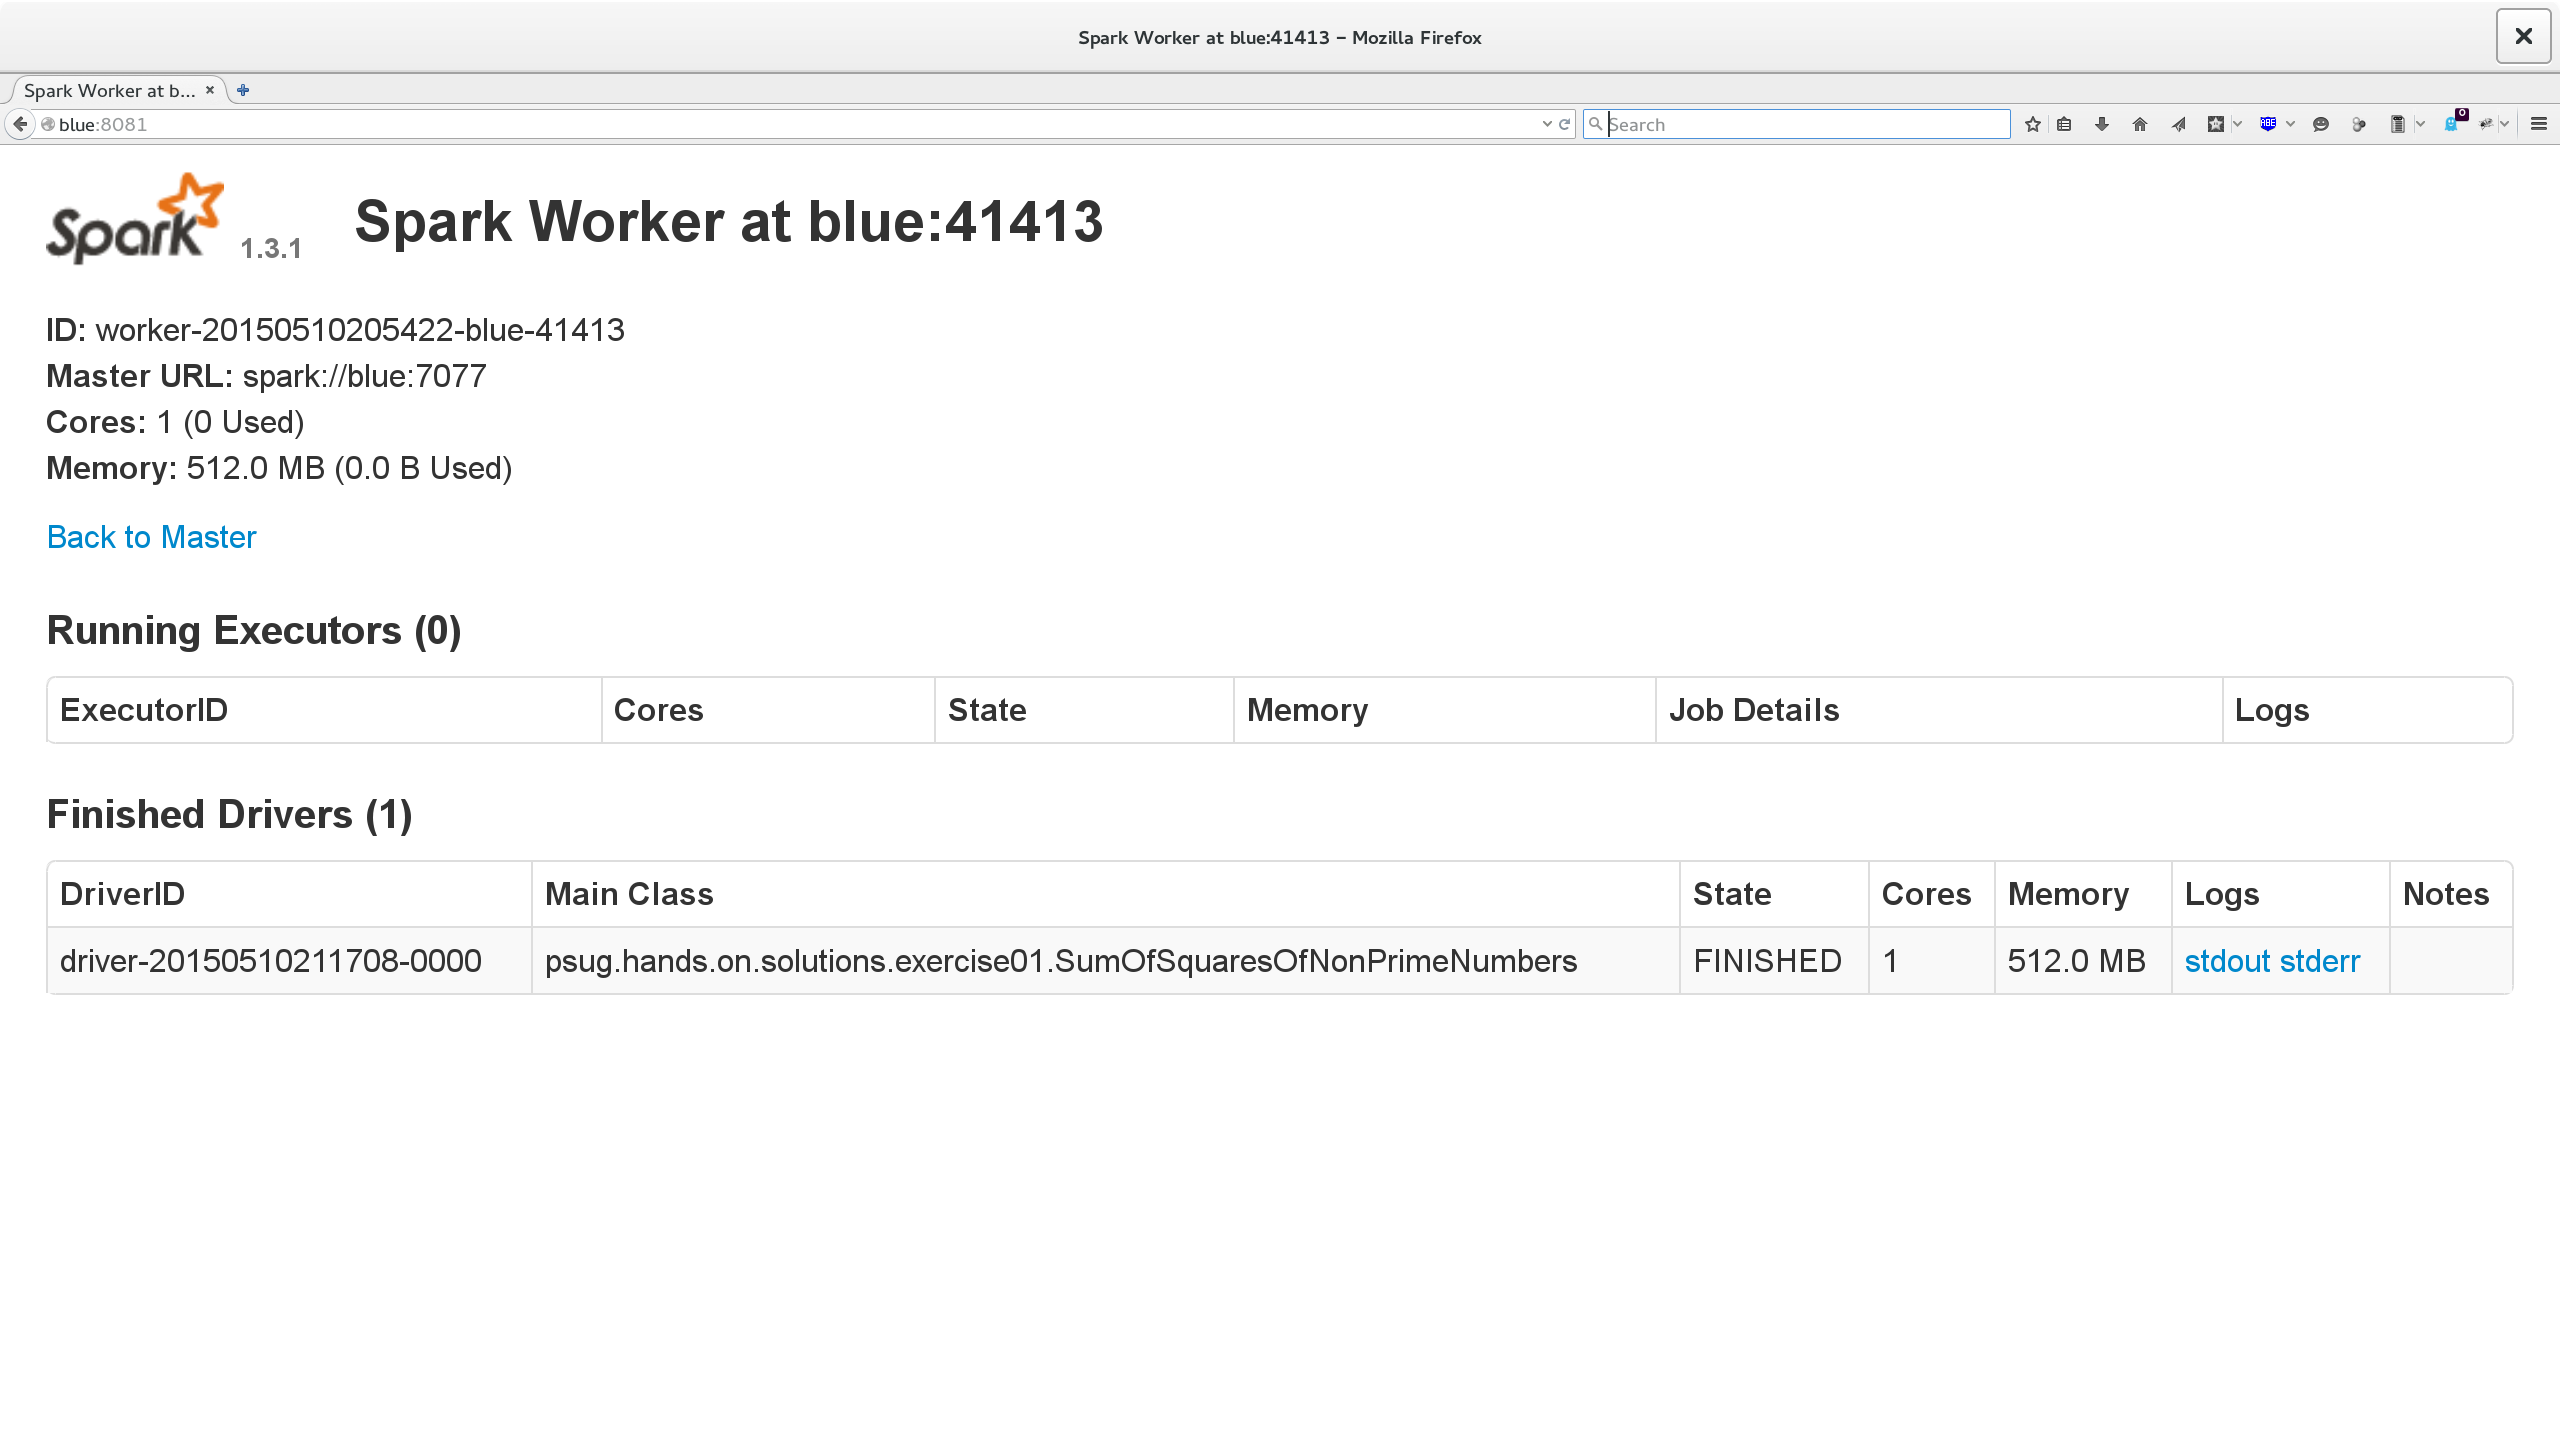 Spark Worker at blue:41413 – Mozilla Firefox
Spark Worker at b...
blue:8081
Search
ABE
0
Spark 1.3.1
Spark Worker at blue:41413
ID: worker-20150510205422-blue-41413
Master URL: spark://blue:7077
Cores: 1 (0 Used)
Memory: 512.0 MB (0.0 B Used)
Back to Master
Running Executors (0)
ExecutorID Cores State Memory Job Details Logs
Finished Drivers (1)
DriverID Main Class State Cores Memory Logs Notes
driver-20150510211708-0000 psug.hands.on.solutions.exercise01.SumOfSquaresOfNonPrimeNumbers FINISHED 1 512.0 MB stdout stderr